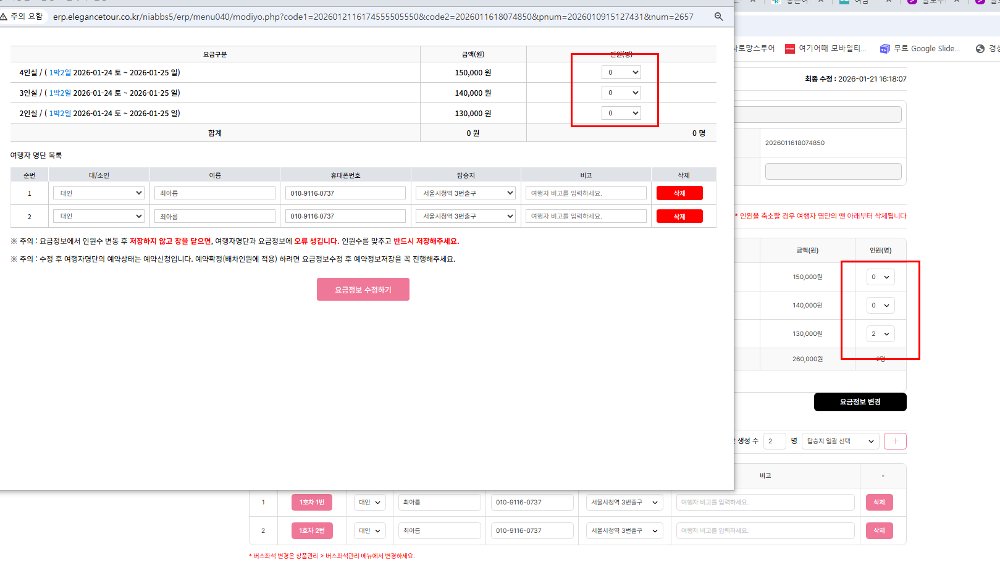 주의 요함 erp.elegancetour.co.kr/niabbs5/erp/menu040/modiyo.php?code1=2026012116174555505550&code2=2026011618074850&pnum=2026010915127431&num=2657
요금구분 금액(원) 인원(명)
4인실 / ( 1박2일 2026-01-24 토 ~ 2026-01-25 일) 150,000 원 0
3인실 / ( 1박2일 2026-01-24 토 ~ 2026-01-25 일) 140,000 원 0
2인실 / ( 1박2일 2026-01-24 토 ~ 2026-01-25 일) 130,000 원 0
합계 0 원 0 명
여행자 명단 목록
순번 대/소인 이름 휴대폰번호 탑승지 비고 삭제
1 대인 최아름 010-9116-0737 서울시청역 3번출구 여행자 비고를 입력하세요. 삭제
2 대인 최아름 010-9116-0737 서울시청역 3번출구 여행자 비고를 입력하세요. 삭제
※ 주의 : 요금정보에서 인원수 변동 후 저장하지 않고 창을 닫으면, 여행자명단과 요금정보에 오류 생깁니다. 인원수를 맞추고 반드시 저장해주세요.
※ 주의 : 수정 후 여행자명단의 예약상태는 예약신청입니다. 예약확정(배차인원에 적용) 하려면 요금정보수정 후 예약정보저장을 꼭 진행해주세요.
요금정보 수정하기
로망스투어 여기어때 모바일티... 무료 Google Slide...
최종 수정 : 2026-01-21 16:18:07
2026011618074850
* 인원을 축소할 경우 여행자 명단의 맨 아래부터 삭제됩니다
금액(원) 인원(명)
150,000원 0
140,000원 0
130,000원 2
260,000원 2명
요금정보 변경
생성 수 2 명 탑승지 일괄 선택 +
비고 -
1 1호차 1번 대인 최아름 010-9116-0737 서울시청역 3번출구 여행자 비고를 입력하세요. 삭제
2 1호차 2번 대인 최아름 010-9116-0737 서울시청역 3번출구 여행자 비고를 입력하세요. 삭제
* 버스좌석 변경은 상품관리 > 버스좌석관리 메뉴에서 변경하세요.